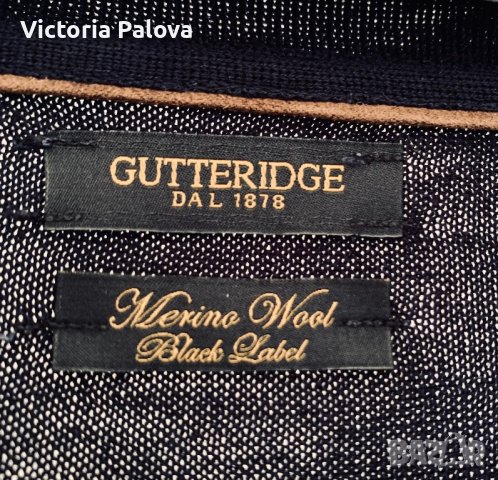 Victoria Palova
GUTTERIDGE
DAL 1878
Merino Wool
Black Label